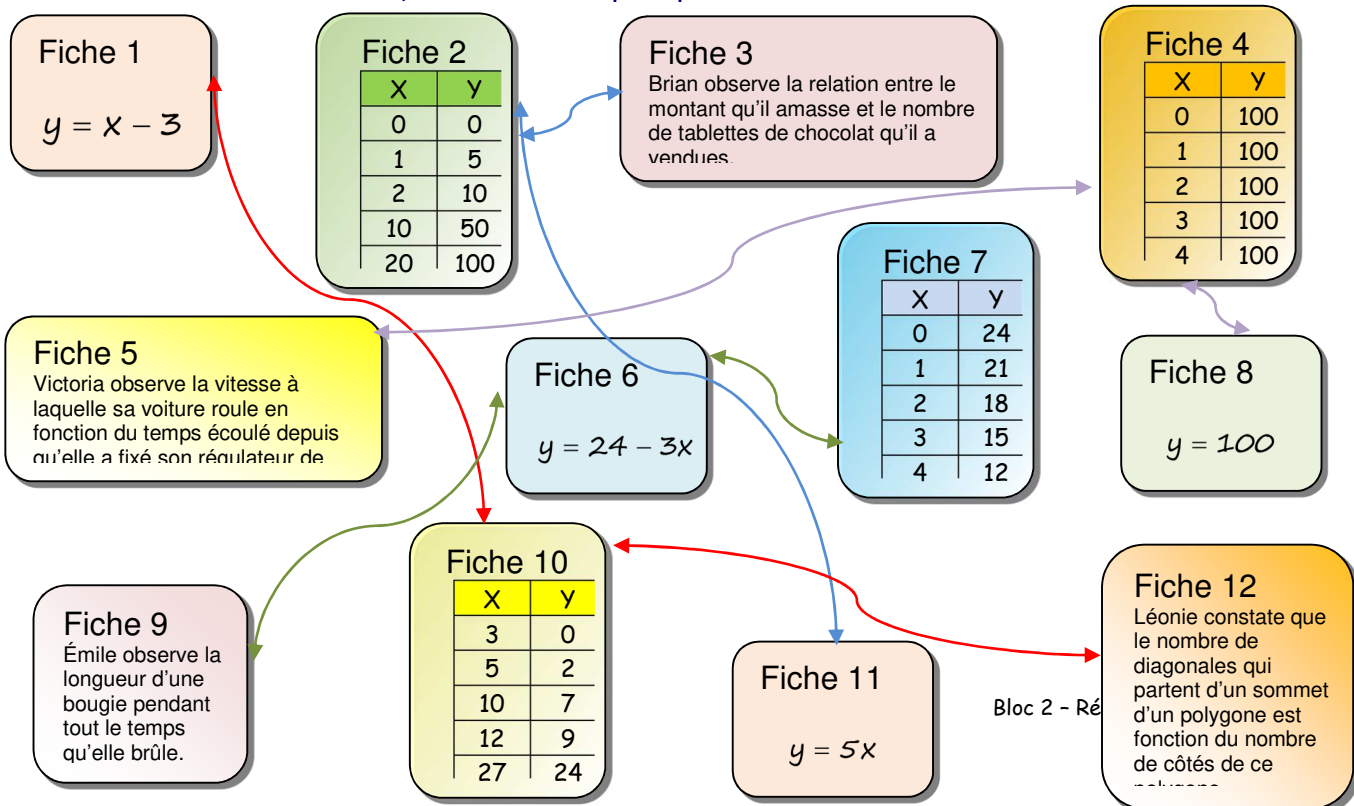 Fiche 1
y = x - 3
Fiche 2
X Y
0 0
1 5
2 10
10 50
20 100
Fiche 3
Brian observe la relation entre le
montant qu'il amasse et le nombre
de tablettes de chocolat qu'il a
vendues.
Fiche 4
X Y
0 100
1 100
2 100
3 100
4 100
Fiche 5
Victoria observe la vitesse à
laquelle sa voiture roule en
fonction du temps écoulé depuis
qu'elle a fixé son régulateur de
Fiche 6
y = 24 - 3x
Fiche 7
X Y
0 24
1 21
2 18
3 15
4 12
Fiche 8
y = 100
Fiche 9
Émile observe la
longueur d'une
bougie pendant
tout le temps
qu'elle brûle.
Fiche 10
X Y
3 0
5 2
10 7
12 9
27 24
Fiche 11
y = 5x
Bloc 2 – Ré
Fiche 12
Léonie constate que
le nombre de
diagonales qui
partent d'un sommet
d'un polygone est
fonction du nombre
de côtés de ce